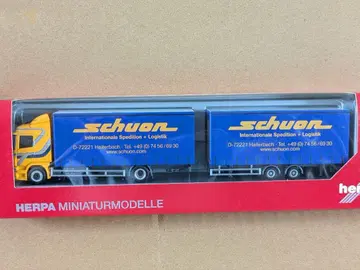 schuon
Internationale Spedition + Logistik
D-72221 Haiterbach · Tel. +49 (0) 74 56/69 30
www.schuon.com
schuon
Internationale Spedition + Logistik
D-72221 Haiterbach · Tel. +49 (0) 74 56/69 30
www.schuon.com
HERPA MINIATURMODELLE
he